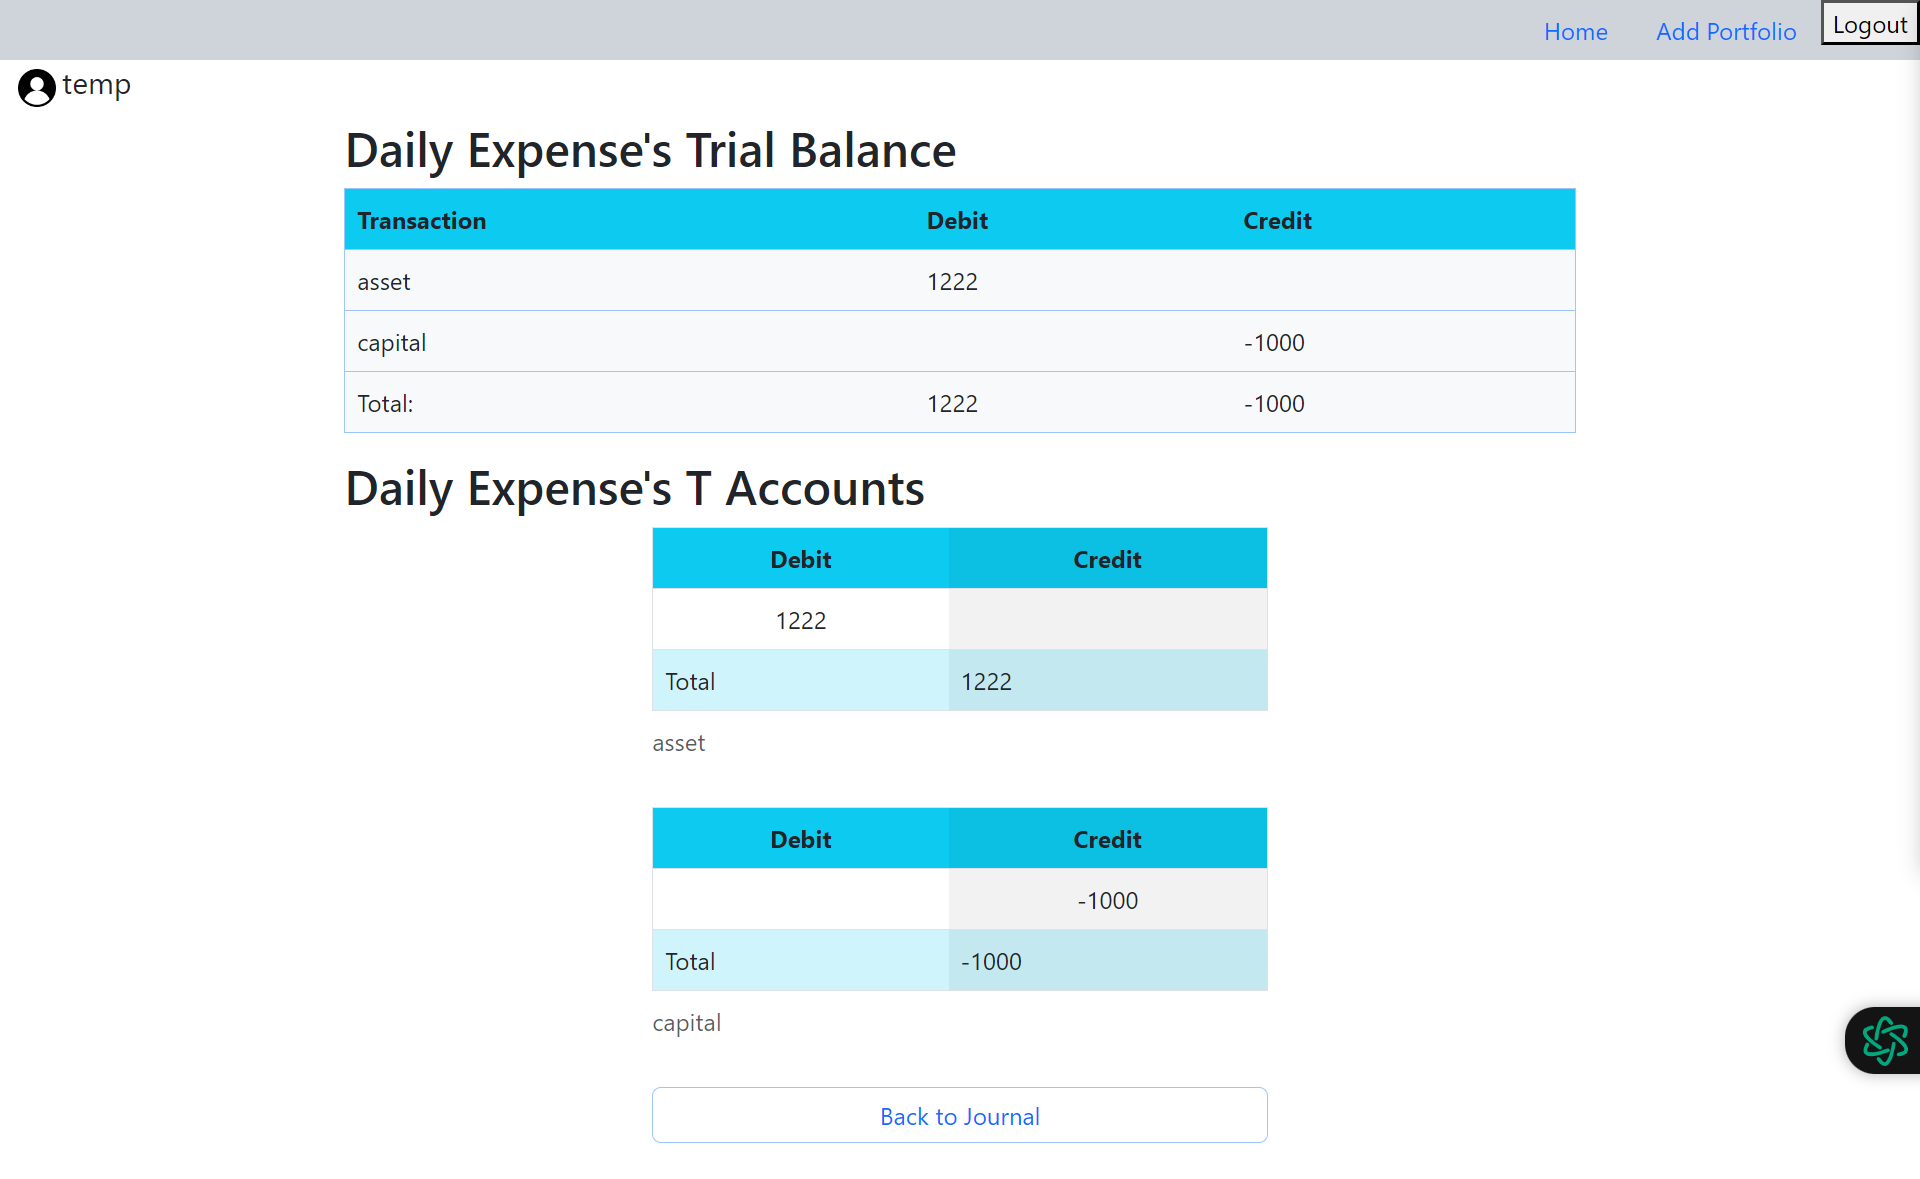 Home Add Portfolio Logout
temp
Daily Expense's Trial Balance
Transaction Debit Credit
asset 1222
capital -1000
Total: 1222 -1000
Daily Expense's T Accounts
Debit Credit
1222
Total 1222
asset
Debit Credit
-1000
Total -1000
capital
Back to Journal